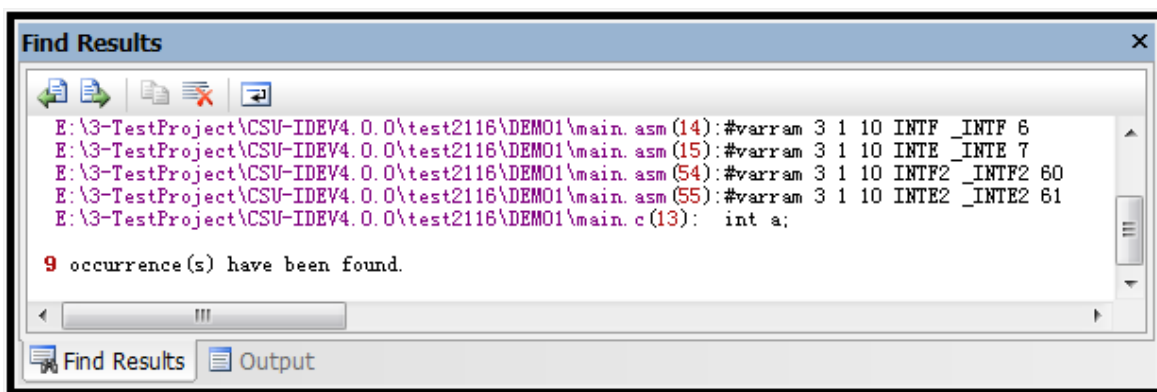 Find Results
E:\3-TestProject\CSU-IDEV4.0.0\test2116\DEMO1\main.asm(14):#varram 3 1 10 INTF _INTF 6
E:\3-TestProject\CSU-IDEV4.0.0\test2116\DEMO1\main.asm(15):#varram 3 1 10 INTE _INTE 7
E:\3-TestProject\CSU-IDEV4.0.0\test2116\DEMO1\main.asm(54):#varram 3 1 10 INTF2 _INTF2 60
E:\3-TestProject\CSU-IDEV4.0.0\test2116\DEMO1\main.asm(55):#varram 3 1 10 INTE2 _INTE2 61
E:\3-TestProject\CSU-IDEV4.0.0\test2116\DEMO1\main.c(13):  int a;
9 occurrence(s) have been found.
Find Results Output